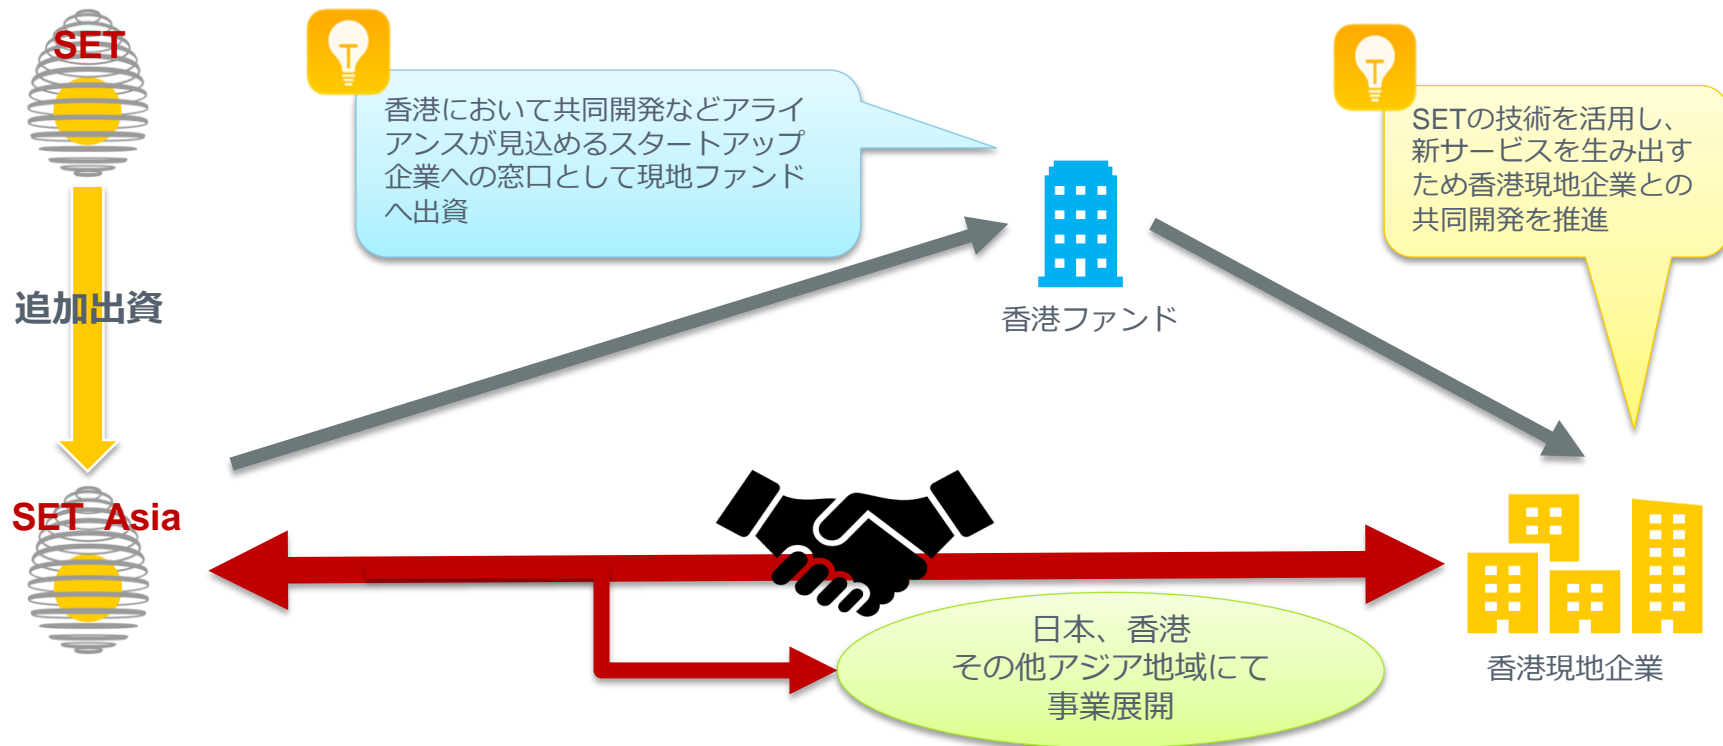 SET
香港において共同開発などアライ
アンスが見込めるスタートアップ
企業への窓口として現地ファンド
へ出資
SETの技術を活用し、
新サービスを生み出す
ため香港現地企業との
共同開発を推進
追加出資
香港ファンド
SET Asia
日本、香港
その他アジア地域にて
事業展開
香港現地企業